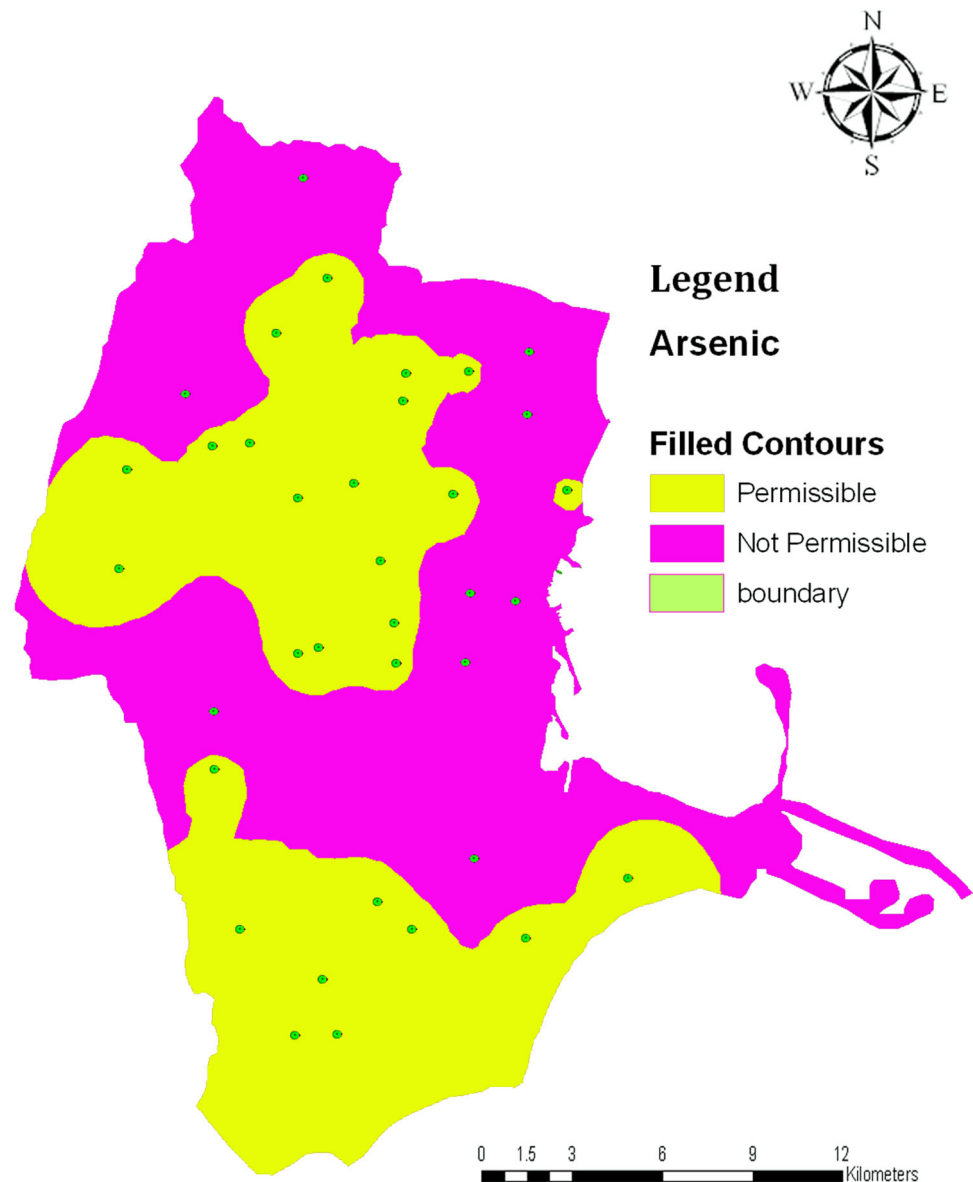 N
W E
S
Legend
Arsenic
Filled Contours
Permissible
Not Permissible
boundary
0 1.5 3 6 9 12
Kilometers